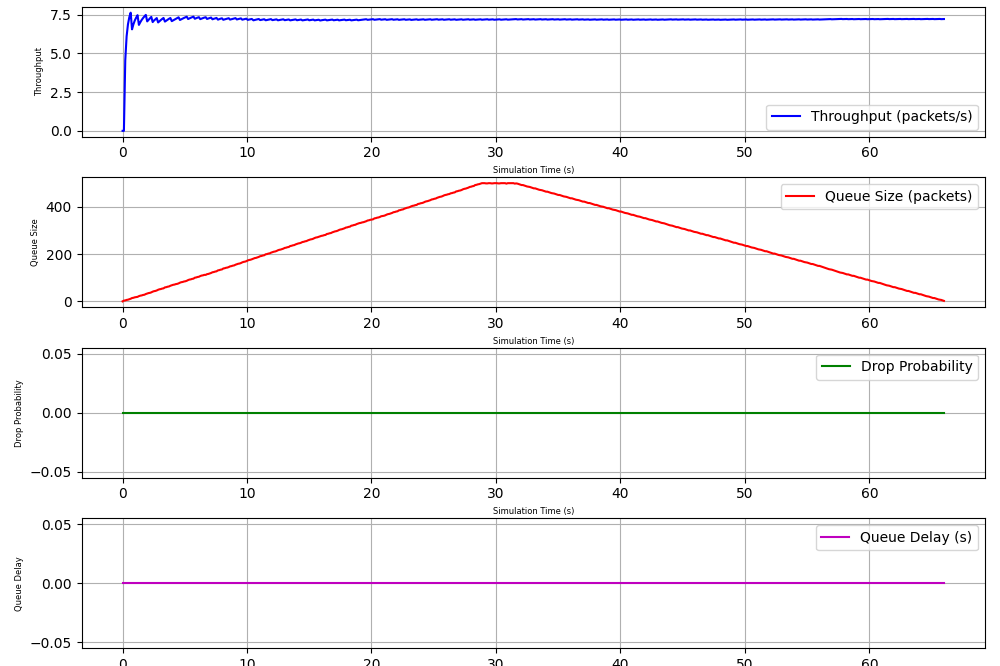 7.5
5.0
2.5
0.0
Throughput
Throughput (packets/s)
0 10 20 30 40 50 60
Simulation Time (s)
400
200
0
Queue Size
Queue Size (packets)
0 10 20 30 40 50 60
Simulation Time (s)
0.05
0.00
−0.05
Drop Probability
Drop Probability
0 10 20 30 40 50 60
Simulation Time (s)
0.05
0.00
−0.05
Queue Delay
Queue Delay (s)
0 10 20 30 40 50 60